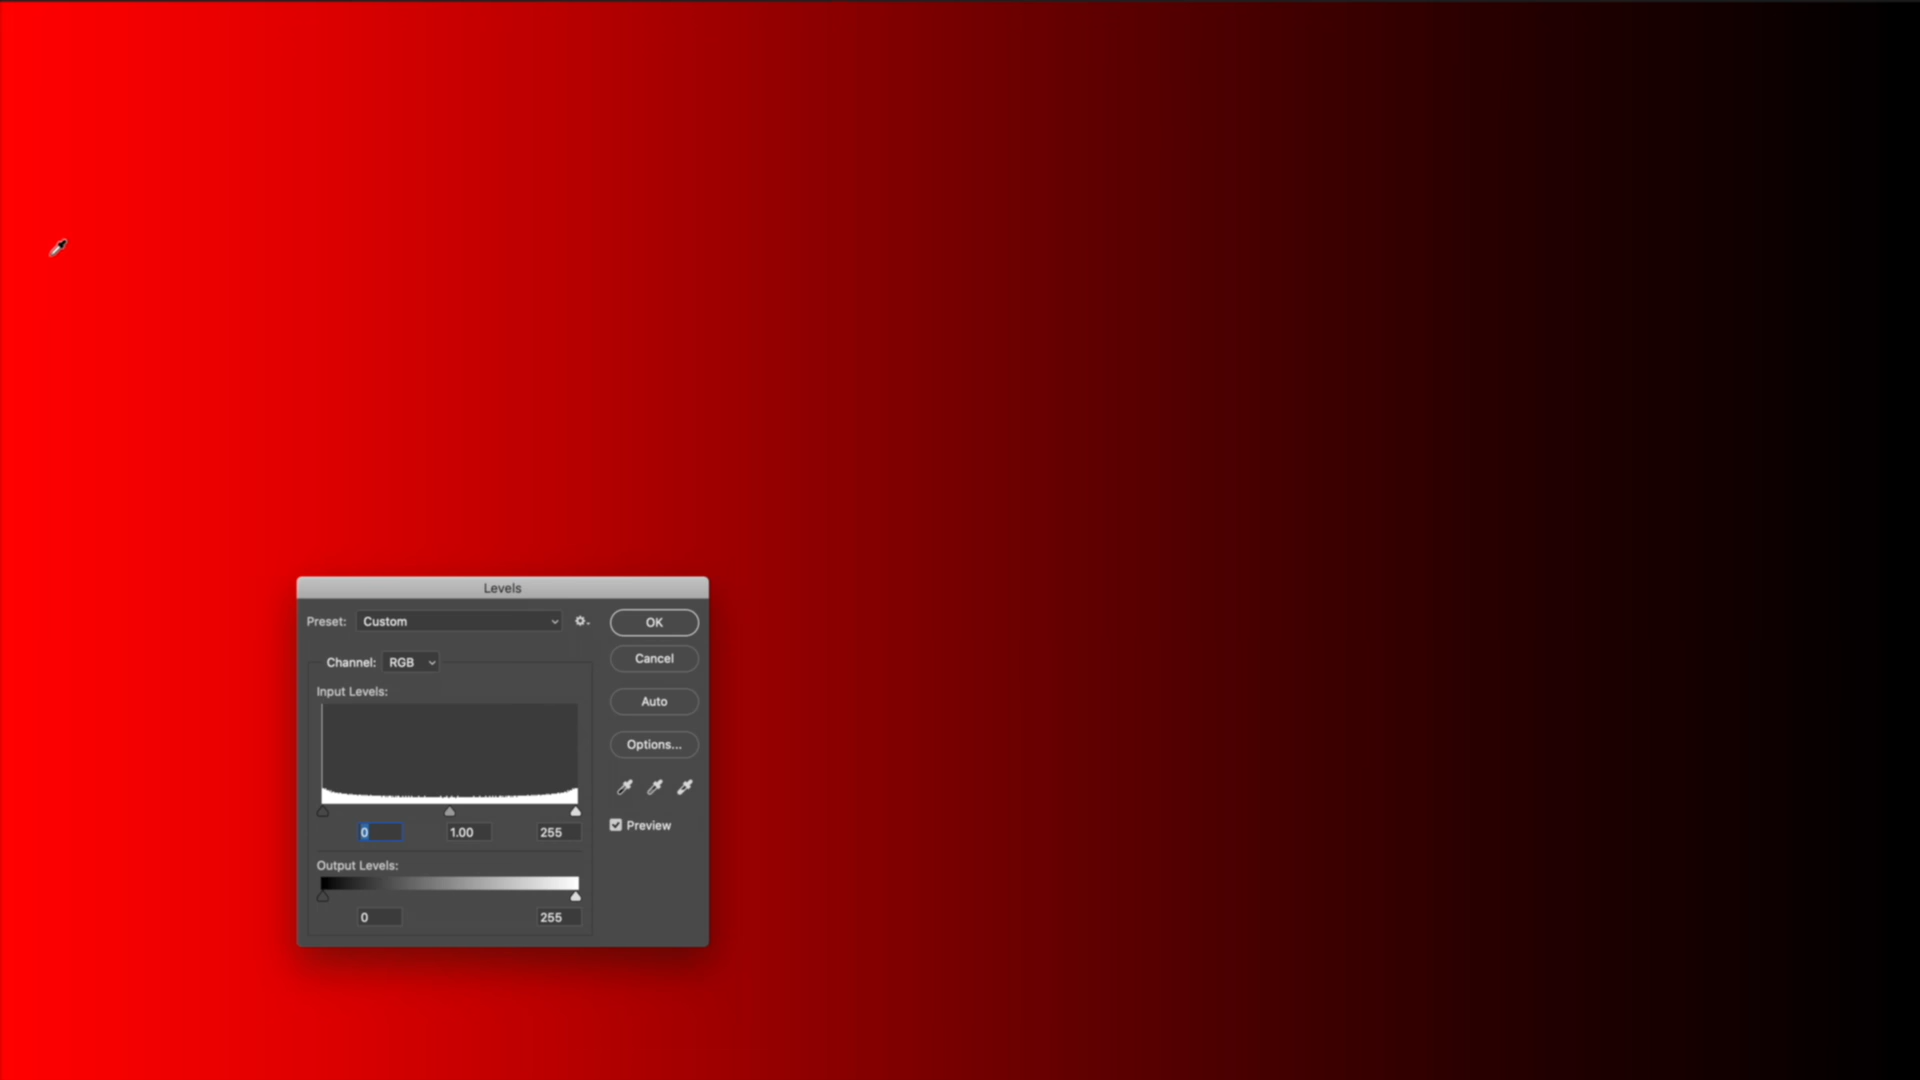 Levels
Preset: Custom
OK
Channel: RGB
Cancel
Input Levels:
Auto
Options...
Preview
0 1.00 255
Output Levels:
0 255